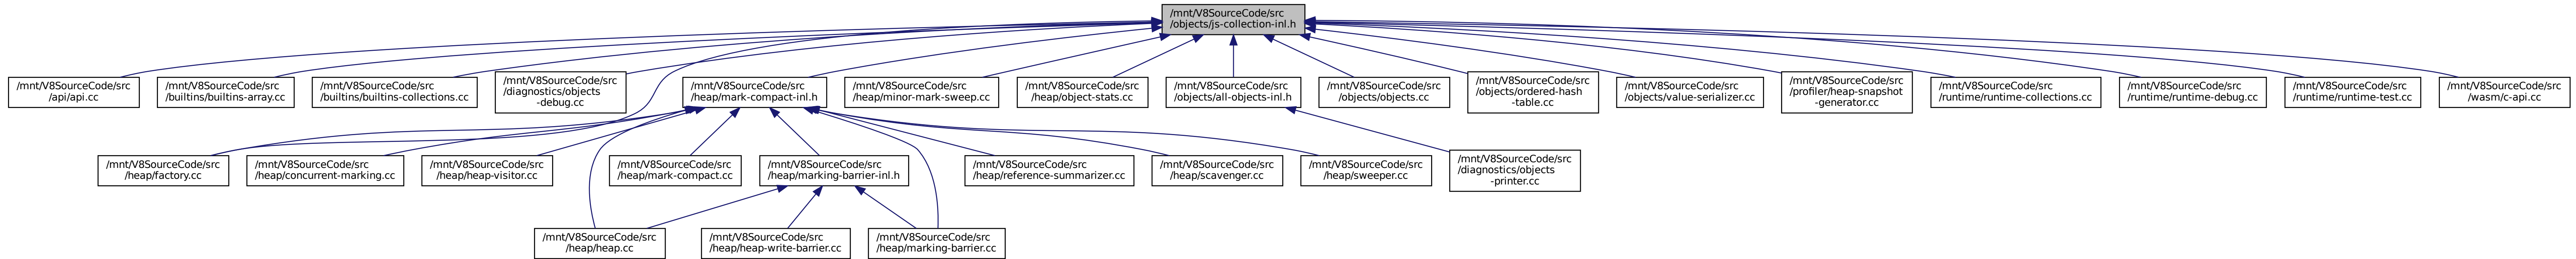 /mnt/V8SourceCode/src
/objects/js-collection-inl.h
/mnt/V8SourceCode/src
/api/api.cc
/mnt/V8SourceCode/src
/builtins/builtins-array.cc
/mnt/V8SourceCode/src
/builtins/builtins-collections.cc
/mnt/V8SourceCode/src
/diagnostics/objects
-debug.cc
/mnt/V8SourceCode/src
/heap/mark-compact-inl.h
/mnt/V8SourceCode/src
/heap/minor-mark-sweep.cc
/mnt/V8SourceCode/src
/heap/object-stats.cc
/mnt/V8SourceCode/src
/objects/all-objects-inl.h
/mnt/V8SourceCode/src
/objects/objects.cc
/mnt/V8SourceCode/src
/objects/ordered-hash
-table.cc
/mnt/V8SourceCode/src
/objects/value-serializer.cc
/mnt/V8SourceCode/src
/profiler/heap-snapshot
-generator.cc
/mnt/V8SourceCode/src
/runtime/runtime-collections.cc
/mnt/V8SourceCode/src
/runtime/runtime-debug.cc
/mnt/V8SourceCode/src
/runtime/runtime-test.cc
/mnt/V8SourceCode/src
/wasm/c-api.cc
/mnt/V8SourceCode/src
/heap/factory.cc
/mnt/V8SourceCode/src
/heap/concurrent-marking.cc
/mnt/V8SourceCode/src
/heap/heap-visitor.cc
/mnt/V8SourceCode/src
/heap/mark-compact.cc
/mnt/V8SourceCode/src
/heap/marking-barrier-inl.h
/mnt/V8SourceCode/src
/heap/reference-summarizer.cc
/mnt/V8SourceCode/src
/heap/scavenger.cc
/mnt/V8SourceCode/src
/heap/sweeper.cc
/mnt/V8SourceCode/src
/diagnostics/objects
-printer.cc
/mnt/V8SourceCode/src
/heap/heap.cc
/mnt/V8SourceCode/src
/heap/heap-write-barrier.cc
/mnt/V8SourceCode/src
/heap/marking-barrier.cc